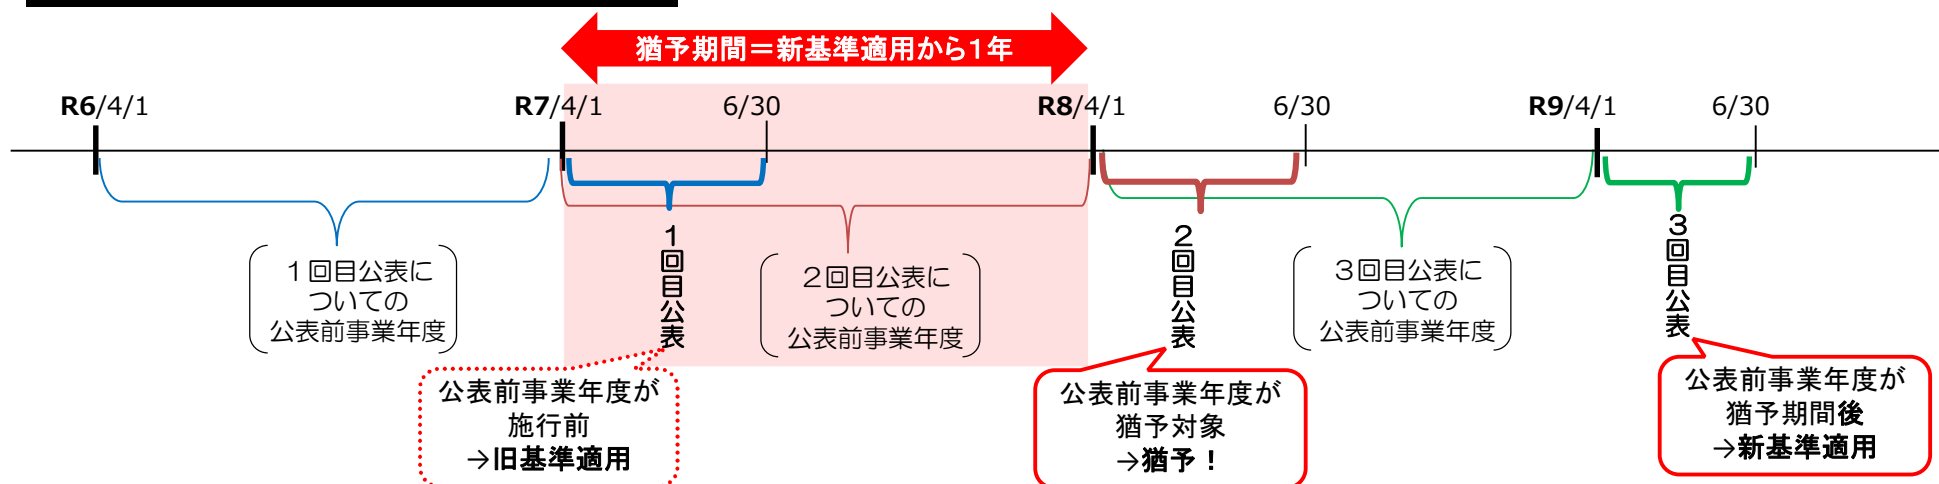 猶予期間＝新基準適用から１年
R6/4/1
R7/4/1
6/30
R8/4/1
6/30
R9/4/1
6/30
１回目公表に
ついての
公表前事業年度
１回目公表
２回目公表に
ついての
公表前事業年度
２回目公表
３回目公表に
ついての
公表前事業年度
３回目公表
公表前事業年度が
施行前
→旧基準適用
公表前事業年度が
猶予対象
→猶予！
公表前事業年度が
猶予期間後
→新基準適用